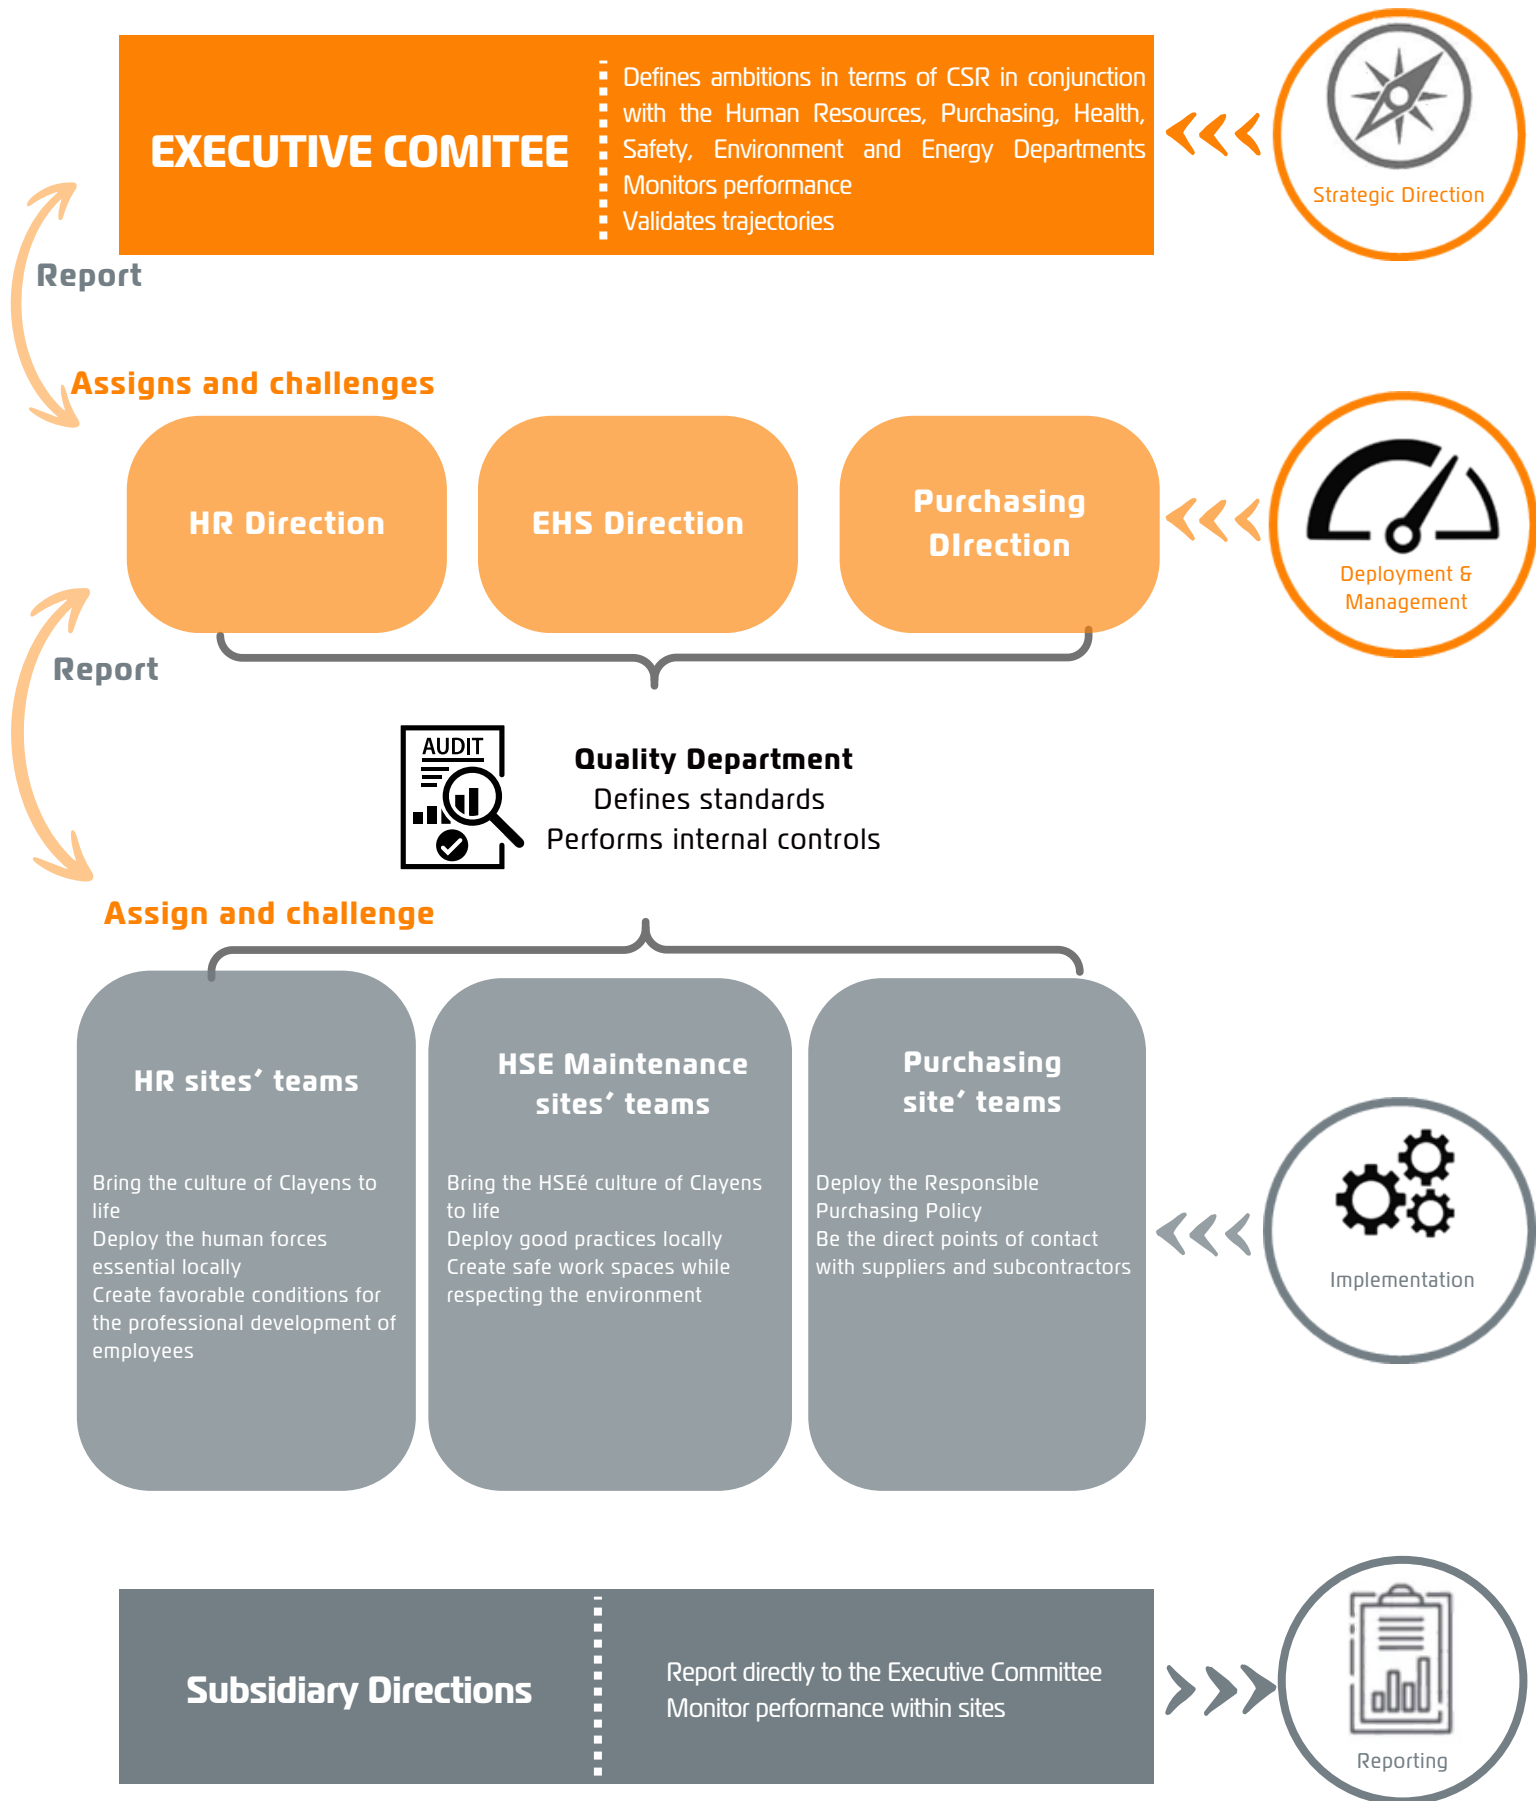 EXECUTIVE COMITEE
Defines ambitions in terms of CSR in conjunction
with the Human Resources, Purchasing, Health,
Safety, Environment and Energy Departments
Monitors performance
Validates trajectories
Strategic Direction
Report
Assigns and challenges
HR Direction
EHS Direction
Purchasing
DIrection
Deployment &
Management
Report
AUDIT
Quality Department
Defines standards
Performs internal controls
Assign and challenge
HR sites' teams
Bring the culture of Clayens to
life
Deploy the human forces
essential locally
Create favorable conditions for
the professional development of
employees
HSE Maintenance
sites' teams
Bring the HSEé culture of Clayens
to life
Deploy good practices locally
Create safe work spaces while
respecting the environment
Purchasing
site' teams
Deploy the Responsible
Purchasing Policy
Be the direct points of contact
with suppliers and subcontractors
Implementation
Subsidiary Directions
Report directly to the Executive Committee
Monitor performance within sites
Reporting